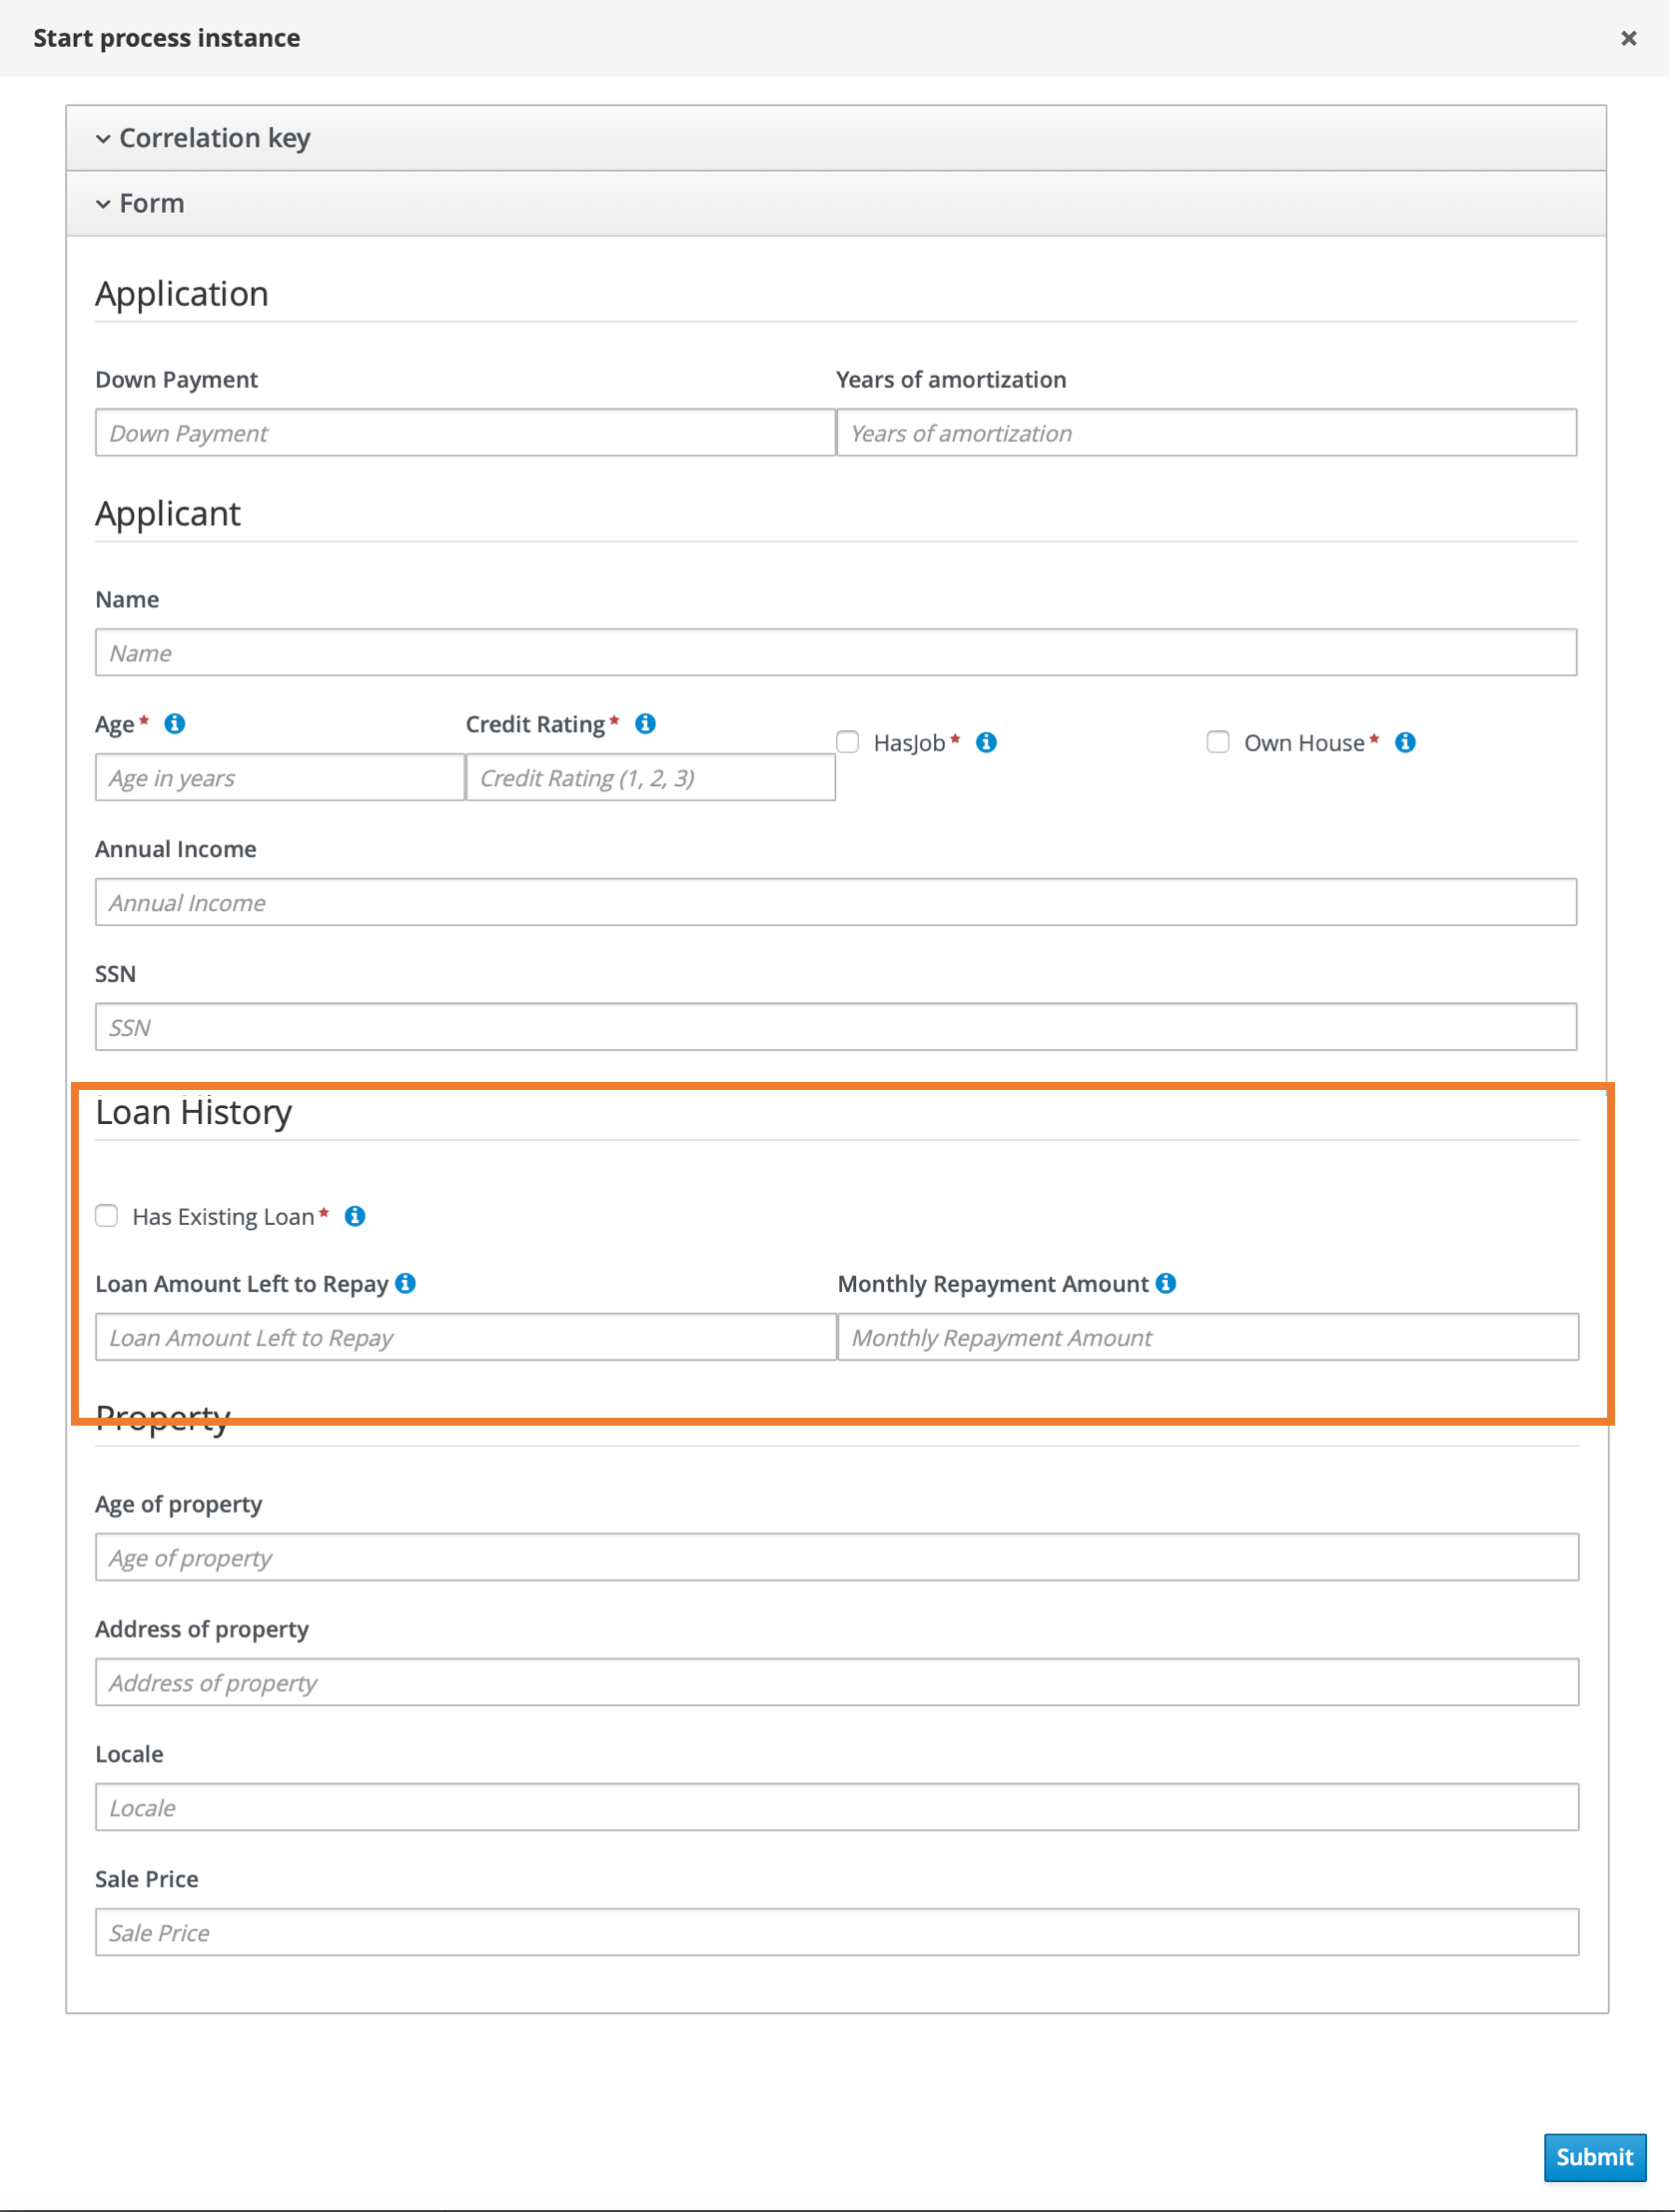 Start process instance
Correlation key
Form
Application
Down Payment Years of amortization
Down Payment Years of amortization
Applicant
Name
Name
Age* Credit Rating* HasJob* Own House*
Age in years Credit Rating (1, 2, 3)
Annual Income
Annual Income
SSN
SSN
Loan History
Has Existing Loan*
Loan Amount Left to Repay Monthly Repayment Amount
Loan Amount Left to Repay Monthly Repayment Amount
Property
Age of property
Age of property
Address of property
Address of property
Locale
Locale
Sale Price
Sale Price
Submit